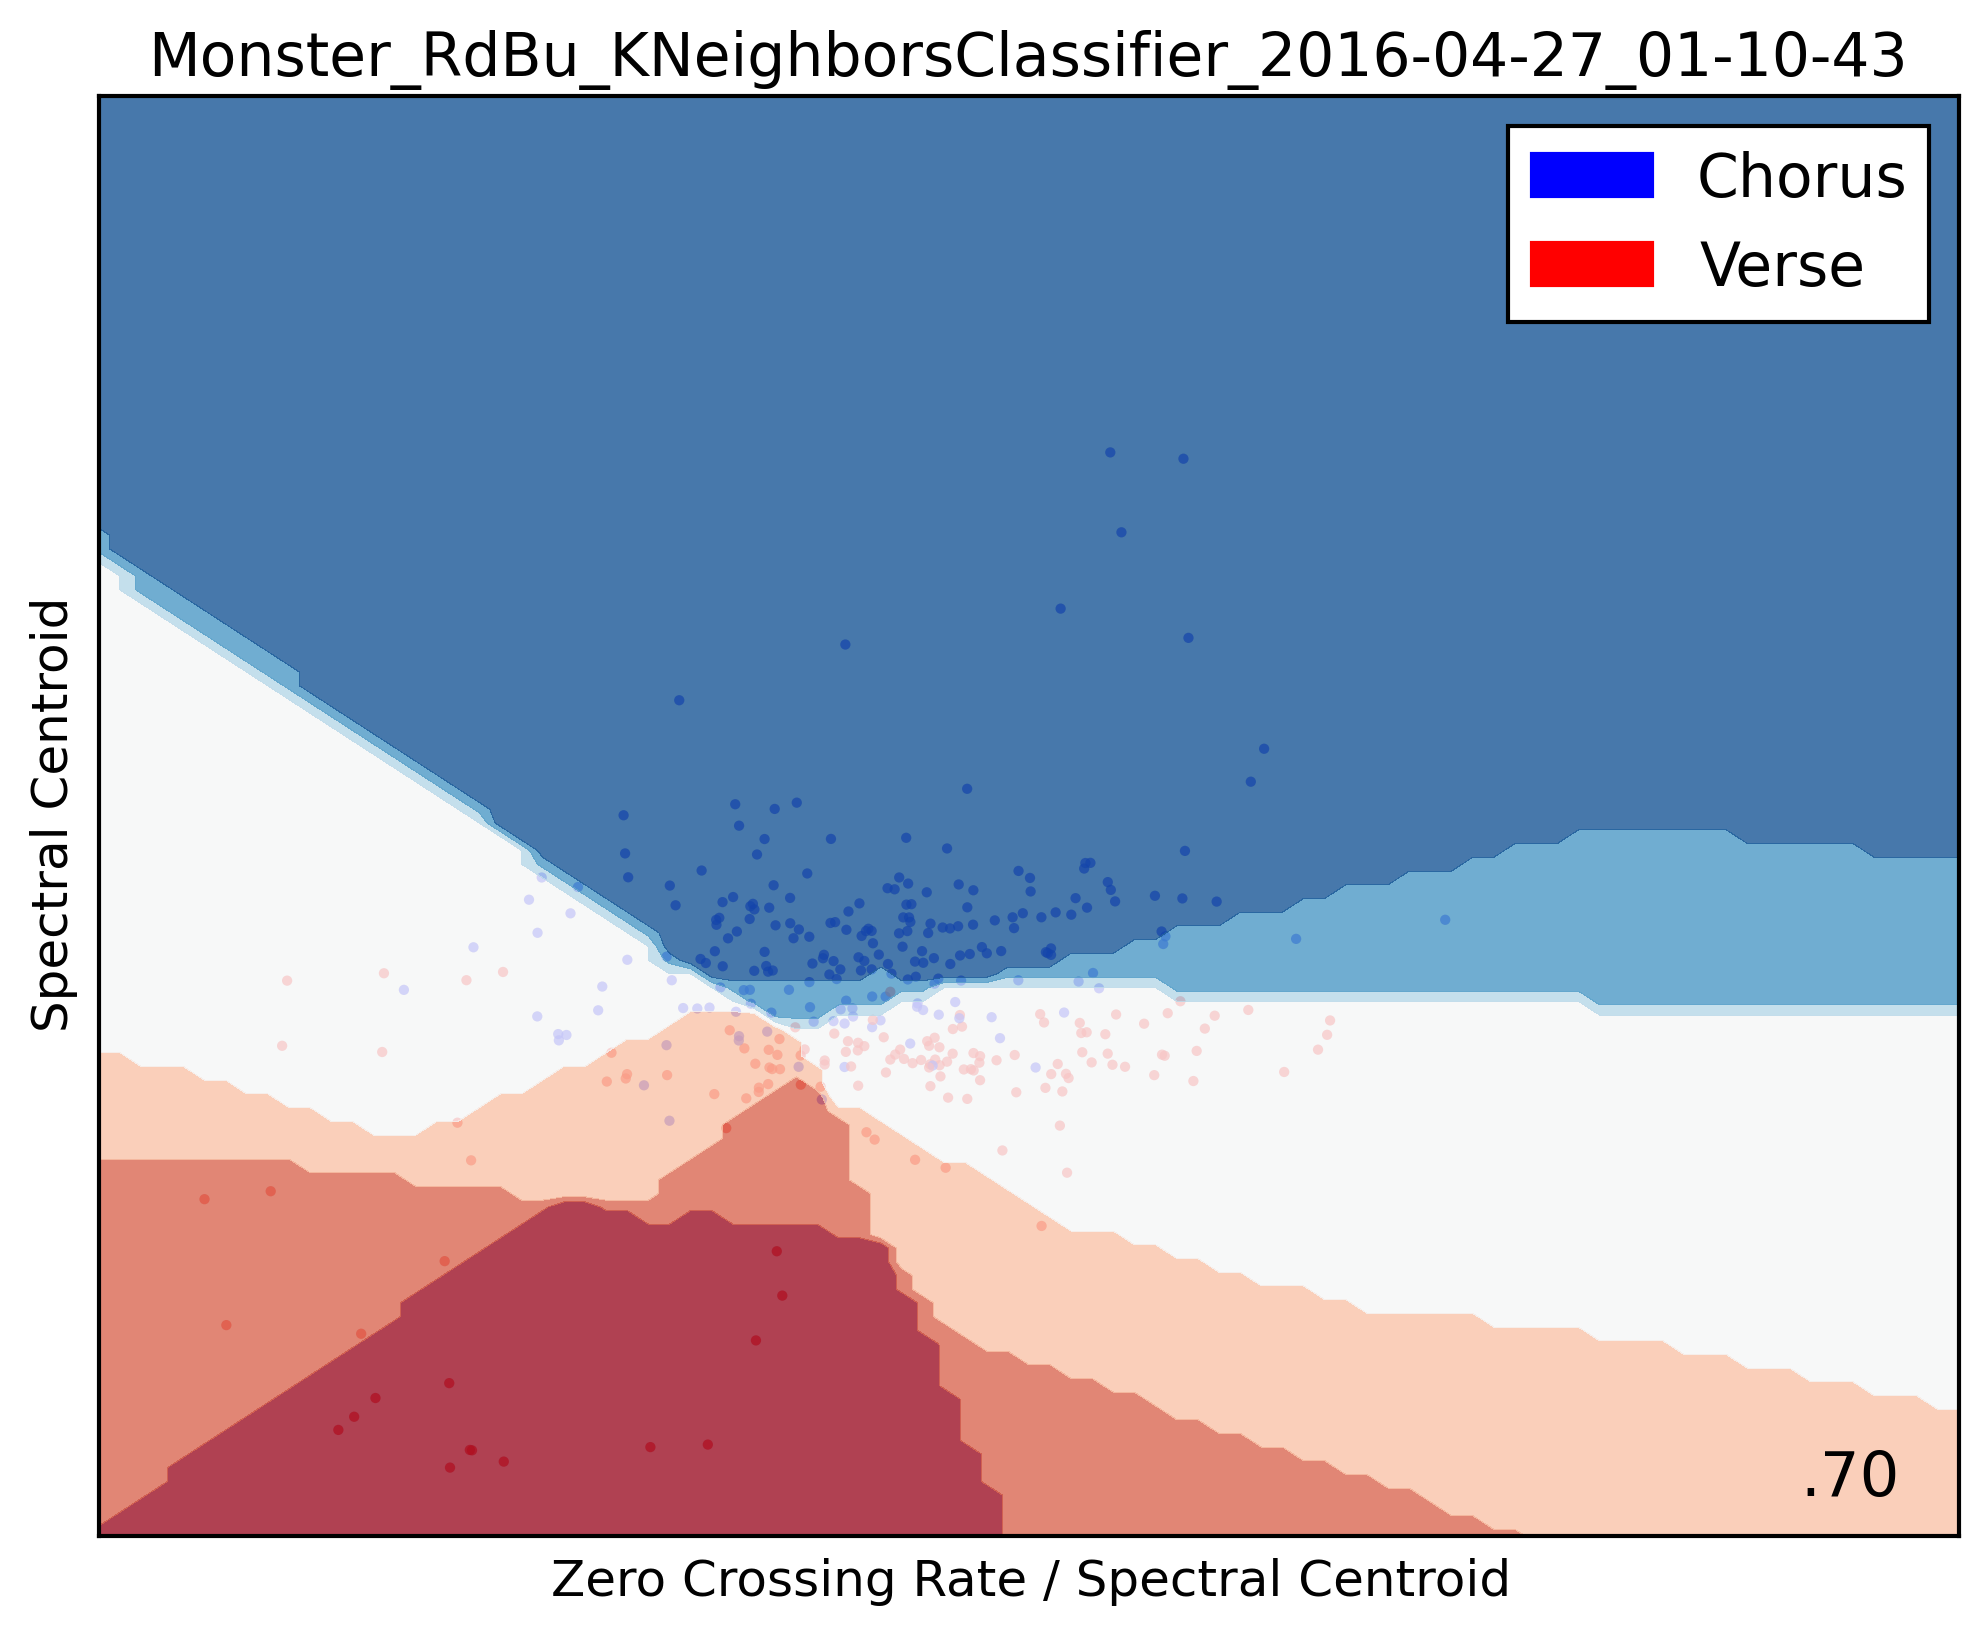 Monster_RdBu_KNeighborsClassifier_2016-04-27_01-10-43
Chorus
Verse
Spectral Centroid
.70
Zero Crossing Rate / Spectral Centroid